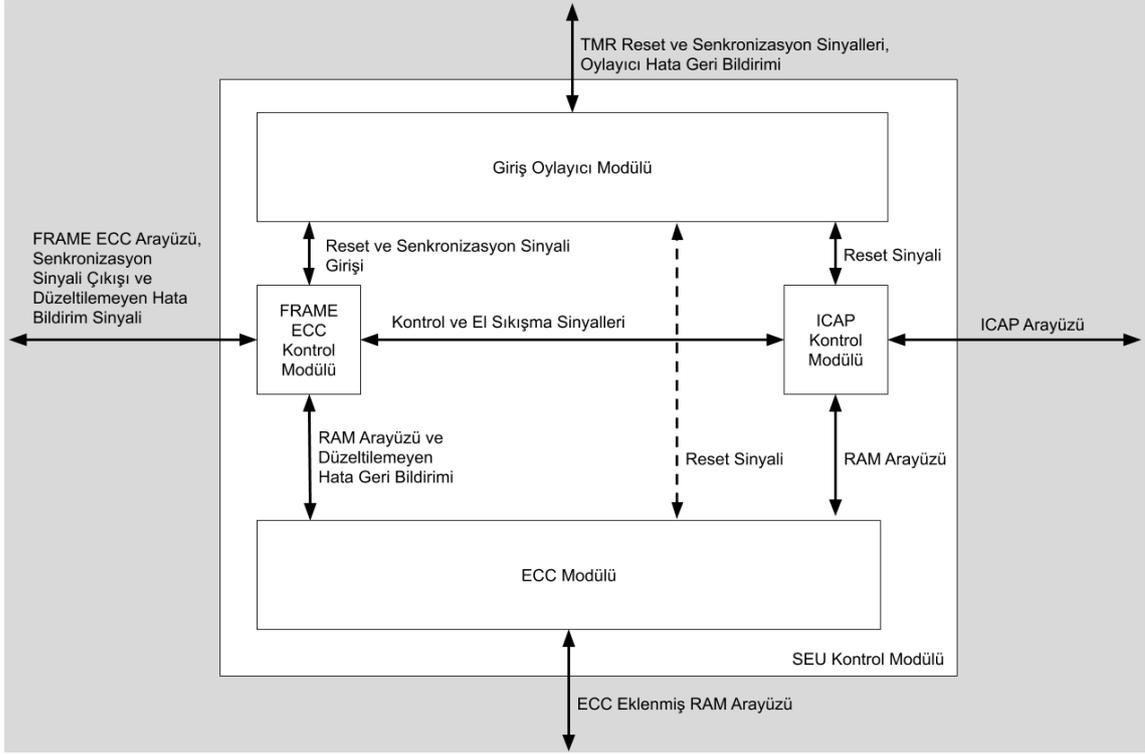 TMR Reset ve Senkronizasyon Sinyalleri,
Oylayıcı Hata Geri Bildirimi
Giriş Oylayıcı Modülü
FRAME ECC Arayüzü,
Senkronizasyon
Sinyali Çıkışı ve
Düzeltilemeyen Hata
Bildirim Sinyali
Reset ve Senkronizasyon Sinyali
Girişi
Reset Sinyali
FRAME
ECC
Kontrol
Modülü
Kontrol ve El Sıkışma Sinyalleri
ICAP
Kontrol
Modülü
ICAP Arayüzü
RAM Arayüzü ve
Düzeltilemeyen
Hata Geri Bildirimi
Reset Sinyali
RAM Arayüzü
ECC Modülü
SEU Kontrol Modülü
ECC Eklenmiş RAM Arayüzü